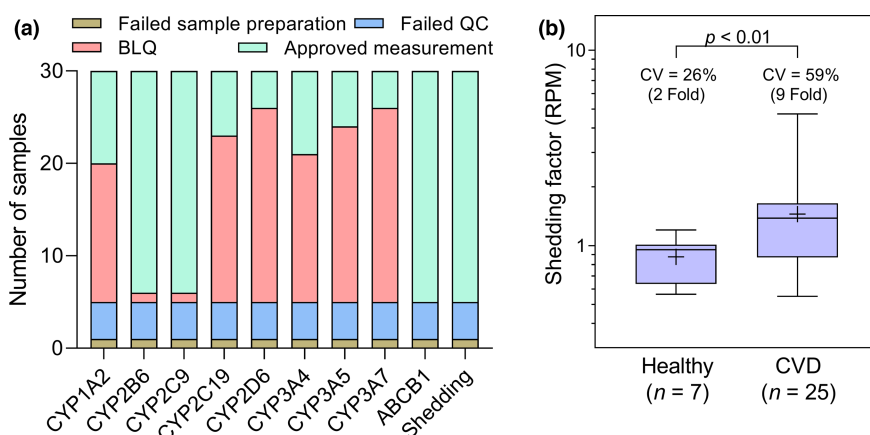 (a)
Failed sample preparation
Failed QC
BLQ
Approved measurement
Number of samples
30
20
10
0
CYP1A2
CYP2B6
CYP2C9
CYP2C19
CYP2D6
CYP3A4
CYP3A5
CYP3A7
ABCB1
Shedding
(b)
Shedding factor (RPM)
10
1
p < 0.01
CV = 26%
(2 Fold)
CV = 59%
(9 Fold)
Healthy
(n = 7)
CVD
(n = 25)